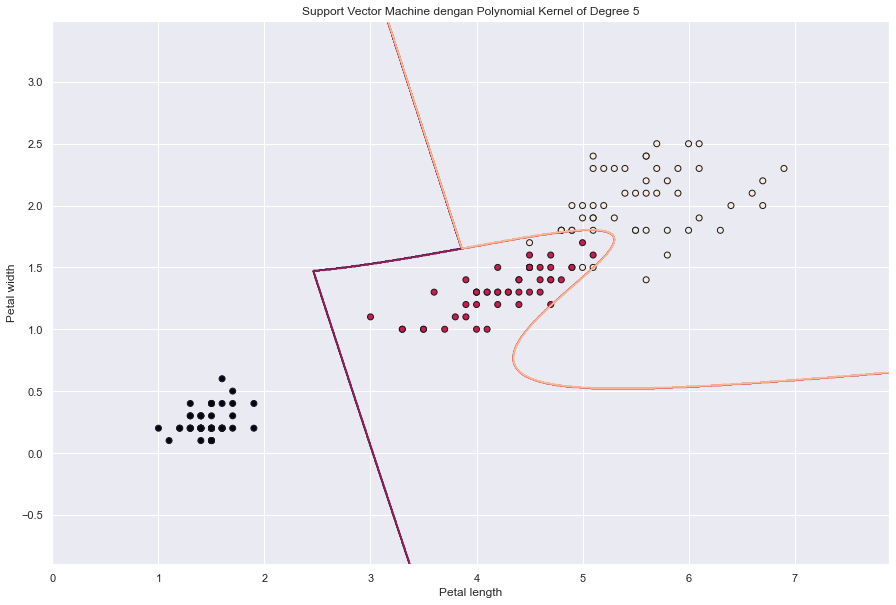 Support Vector Machine dengan Polynomial Kernel of Degree 5
Petal width
3.0
2.5
2.0
1.5
1.0
0.5
0.0
−0.5
0 1 2 3 4 5 6 7
Petal length